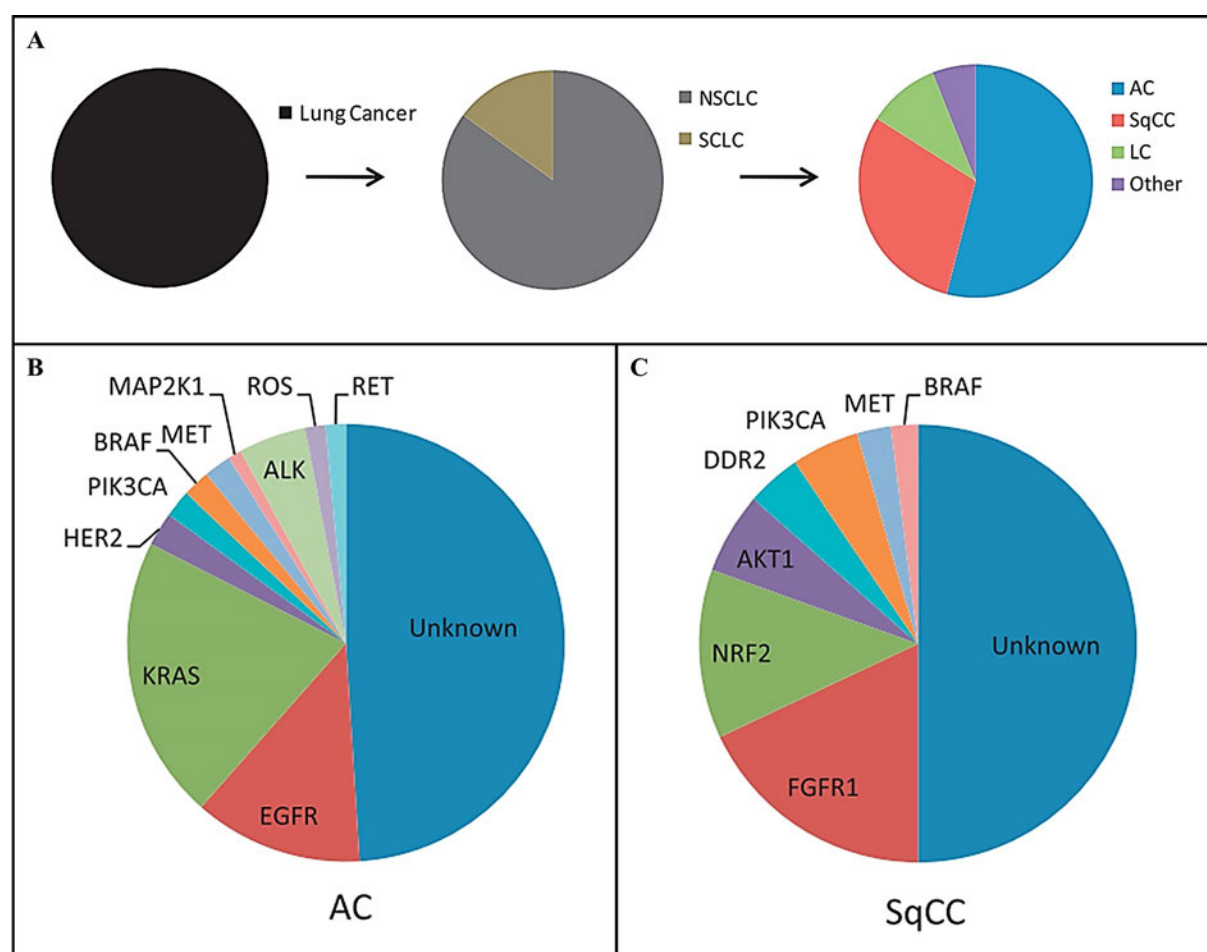 A
Lung Cancer
NSCLC
SCLC
AC
SqCC
LC
Other
B
MAP2K1
ROS
RET
BRAF
MET
ALK
PIK3CA
HER2
KRAS
Unknown
EGFR
AC
C
BRAF
MET
PIK3CA
DDR2
AKT1
NRF2
Unknown
FGFR1
SqCC